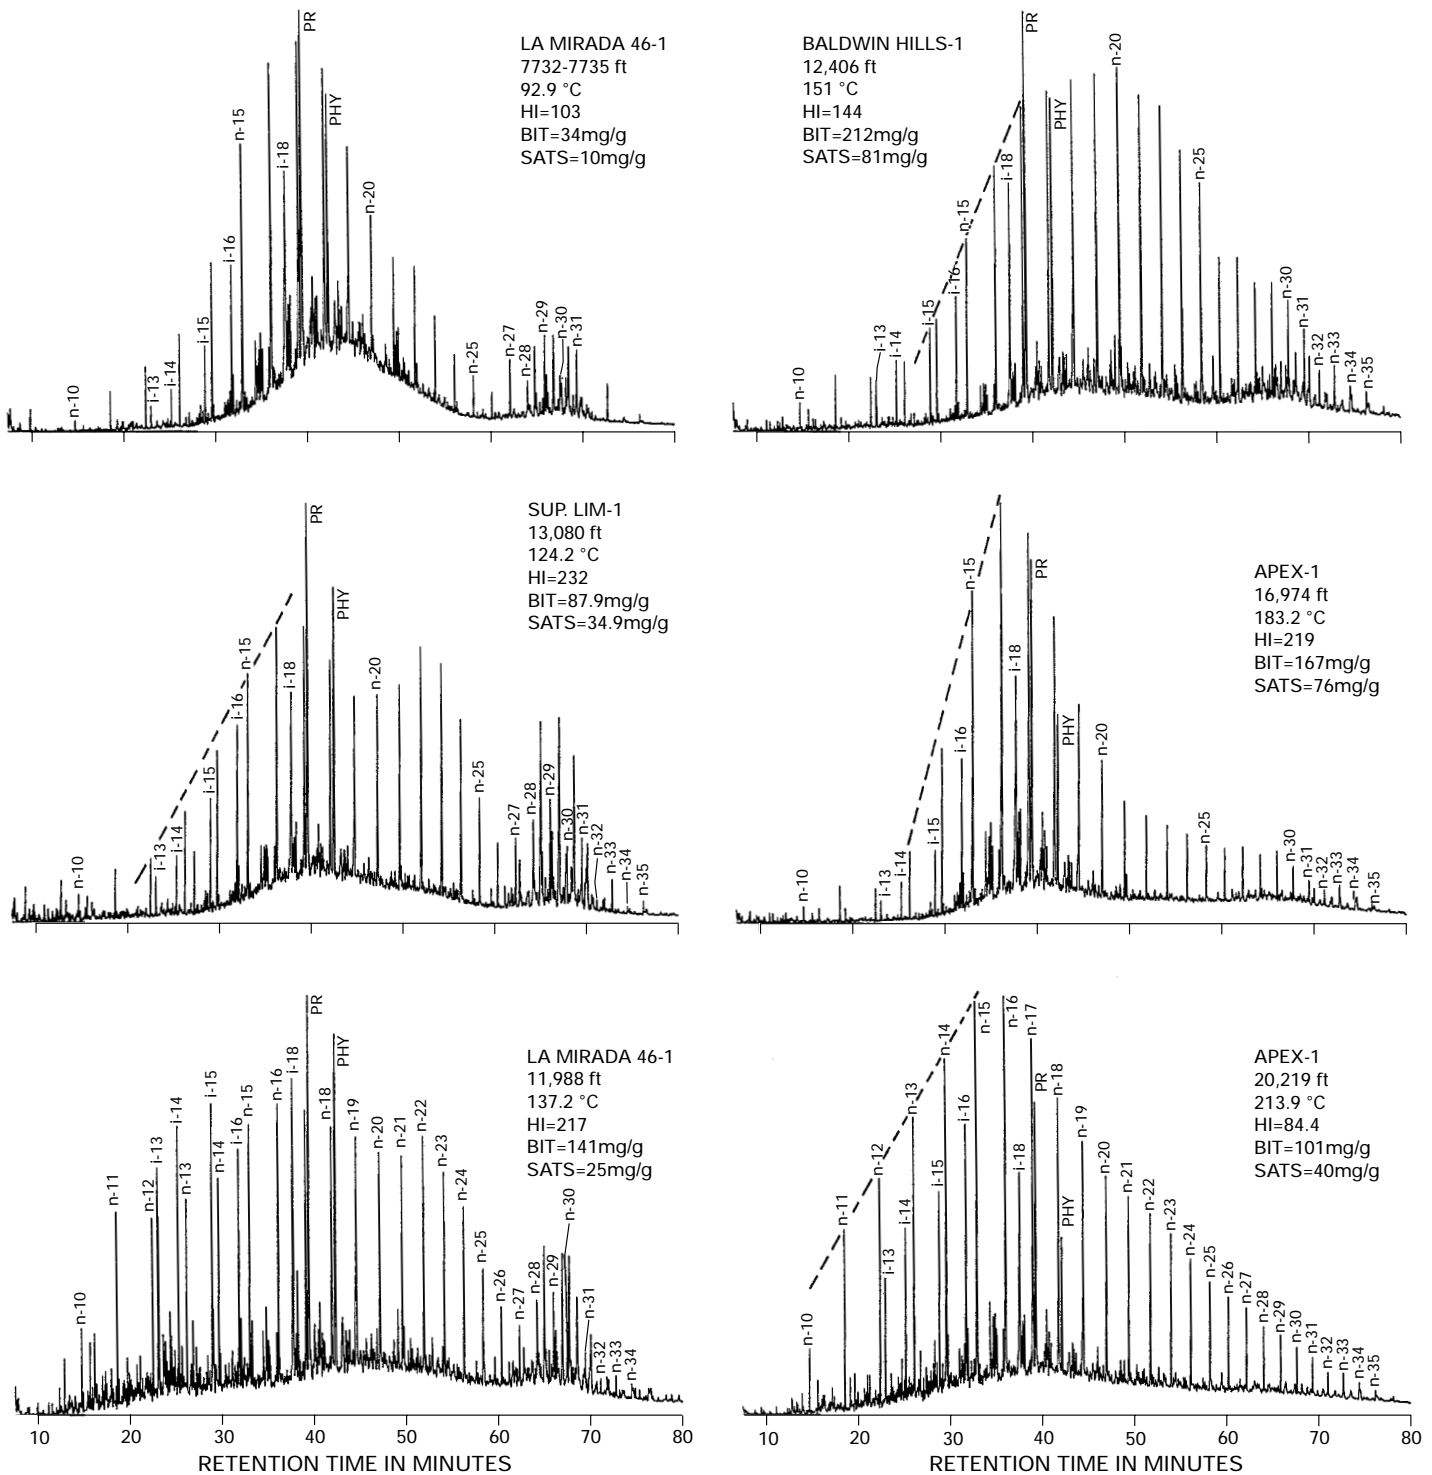 LA MIRADA 46-1
7732-7735 ft
92.9 °C
HI=103
BIT=34mg/g
SATS=10mg/g
n-10
i-13
i-14
i-15
i-16
n-15
i-18
PR
PHY
n-20
n-25
n-27
n-28
n-29
n-30
n-31
BALDWIN HILLS-1
12,406 ft
151 °C
HI=144
BIT=212mg/g
SATS=81mg/g
n-10
i-13
i-14
i-15
i-16
n-15
i-18
PR
PHY
n-20
n-25
n-30
n-31
n-32
n-33
n-34
n-35
SUP. LIM-1
13,080 ft
124.2 °C
HI=232
BIT=87.9mg/g
SATS=34.9mg/g
n-10
i-13
i-14
i-15
i-16
n-15
i-18
PR
PHY
n-20
n-25
n-27
n-28
n-29
n-30
n-31
n-32
n-33
n-34
n-35
APEX-1
16,974 ft
183.2 °C
HI=219
BIT=167mg/g
SATS=76mg/g
n-10
i-13
i-14
i-15
i-16
n-15
i-18
PR
PHY
n-20
n-25
n-30
n-31
n-32
n-33
n-34
n-35
LA MIRADA 46-1
11,988 ft
137.2 °C
HI=217
BIT=141mg/g
SATS=25mg/g
n-10
n-11
n-12
i-13
i-14
n-13
i-15
n-14
i-16
n-15
n-16
i-18
PR
n-18
PHY
n-19
n-20
n-21
n-22
n-23
n-24
n-25
n-26
n-27
n-28
n-29
n-30
n-31
n-32
n-33
n-34
10 20 30 40 50 60 70 80
RETENTION TIME IN MINUTES
APEX-1
20,219 ft
213.9 °C
HI=84.4
BIT=101mg/g
SATS=40mg/g
n-10
n-11
n-12
i-13
i-14
n-13
i-15
n-14
i-16
n-15
n-16
i-18
n-17
PR
n-18
PHY
n-19
n-20
n-21
n-22
n-23
n-24
n-25
n-26
n-27
n-28
n-29
n-30
n-31
n-32
n-33
n-34
n-35
10 20 30 40 50 60 70 80
RETENTION TIME IN MINUTES